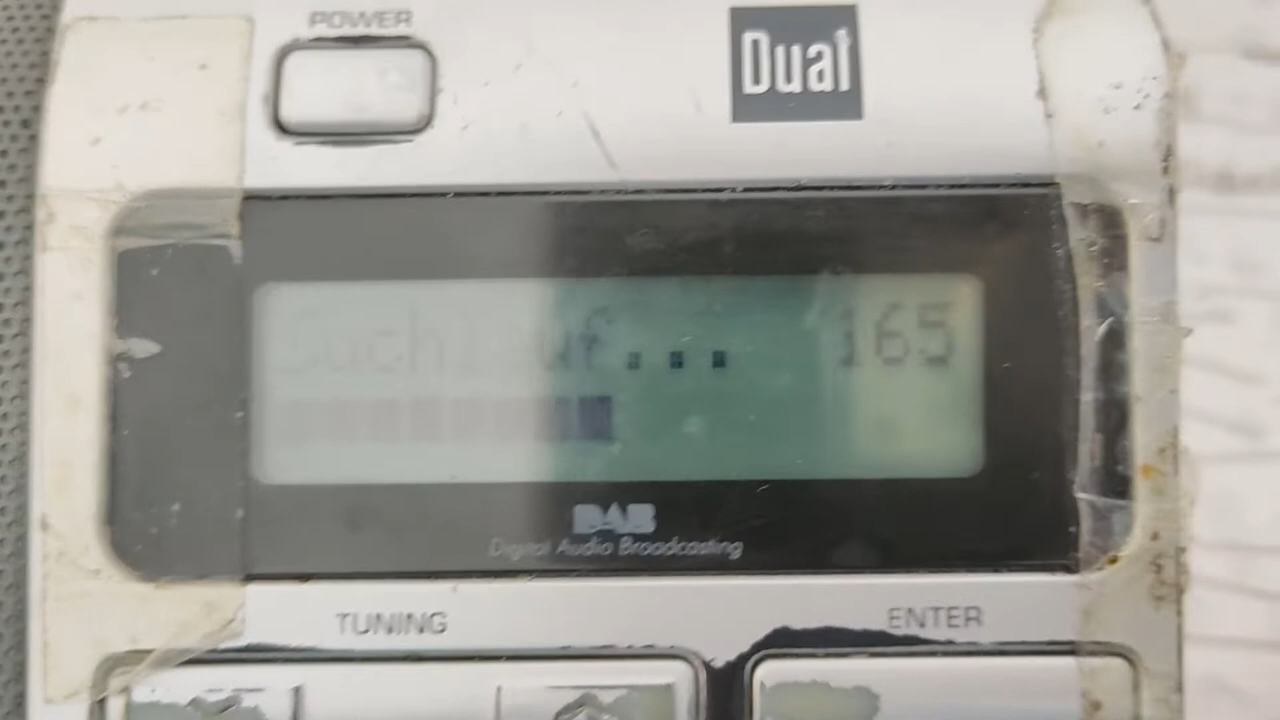 POWER
Dual
Suchlauf... 165
DAB
Digital Audio Broadcasting
TUNING
ENTER